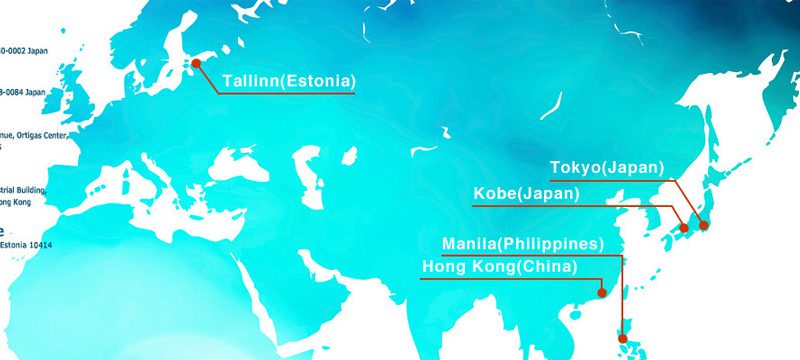 0-0002 Japan
Tallinn(Estonia)
-0084 Japan
nue, Ortigas Center,
Tokyo(Japan)
Kobe(Japan)
trial Building,
ong Kong
e
Manila(Philippines)
Estonia 10414
Hong Kong(China)